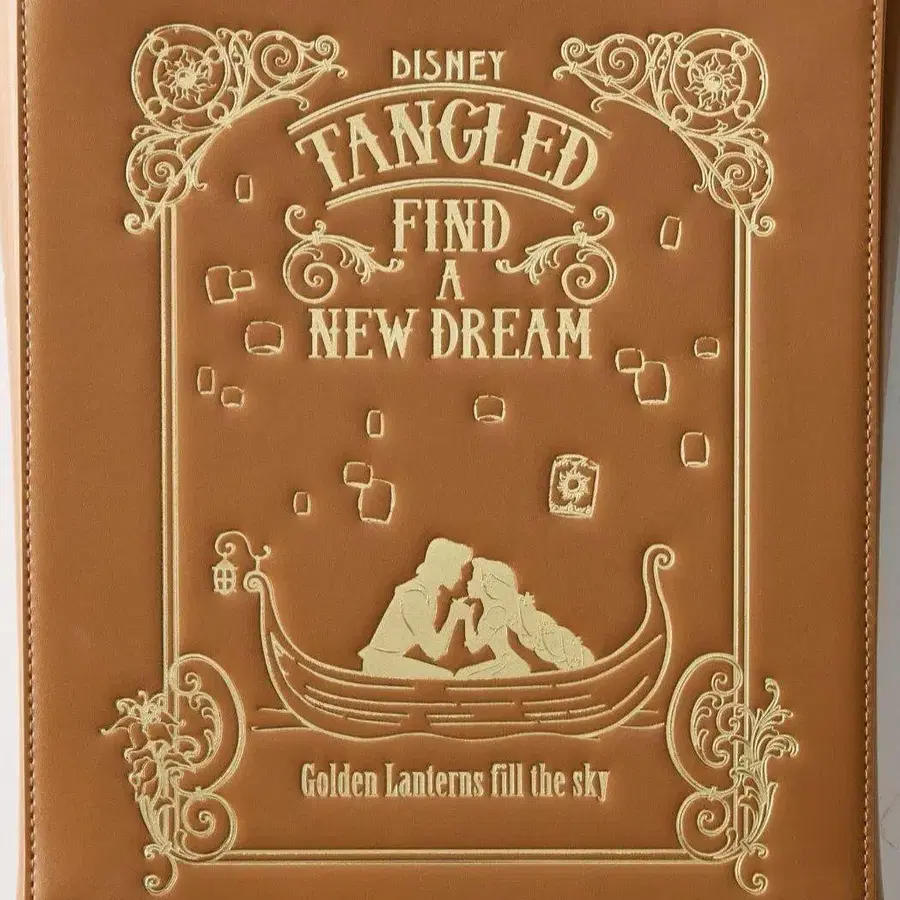 DISNEY
TANGLED
FIND
A
NEW DREAM
Golden Lanterns fill the sky